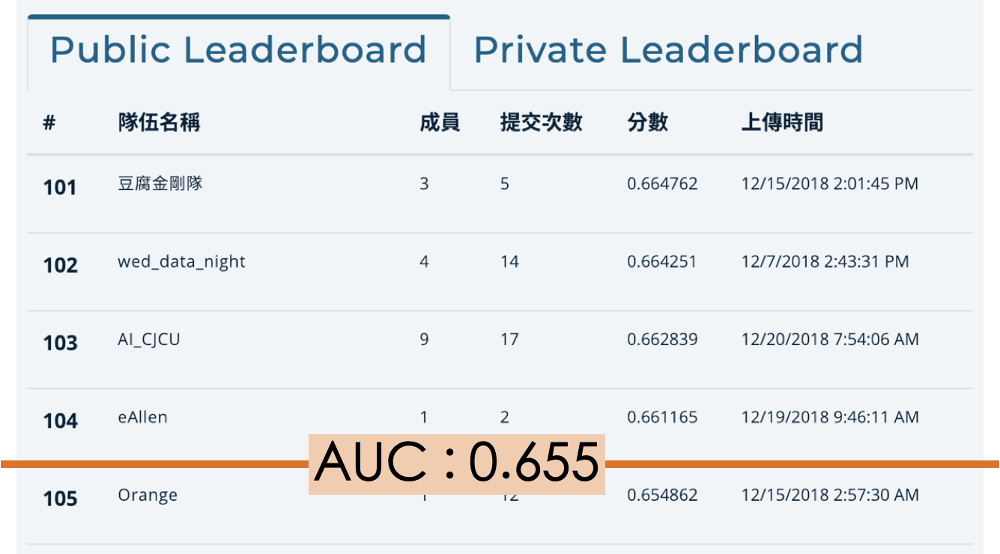 Public Leaderboard Private Leaderboard
# 隊伍名稱 成員 提交次數 分數 上傳時間
101 豆腐金剛隊 3 5 0.664762 12/15/2018 2:01:45 PM
102 wed_data_night 4 14 0.664251 12/7/2018 2:43:31 PM
103 AI_CJCU 9 17 0.662839 12/20/2018 7:54:06 AM
104 eAllen 1 2 0.661165 12/19/2018 9:46:11 AM
AUC : 0.655
105 Orange 1 12 0.654862 12/15/2018 2:57:30 AM